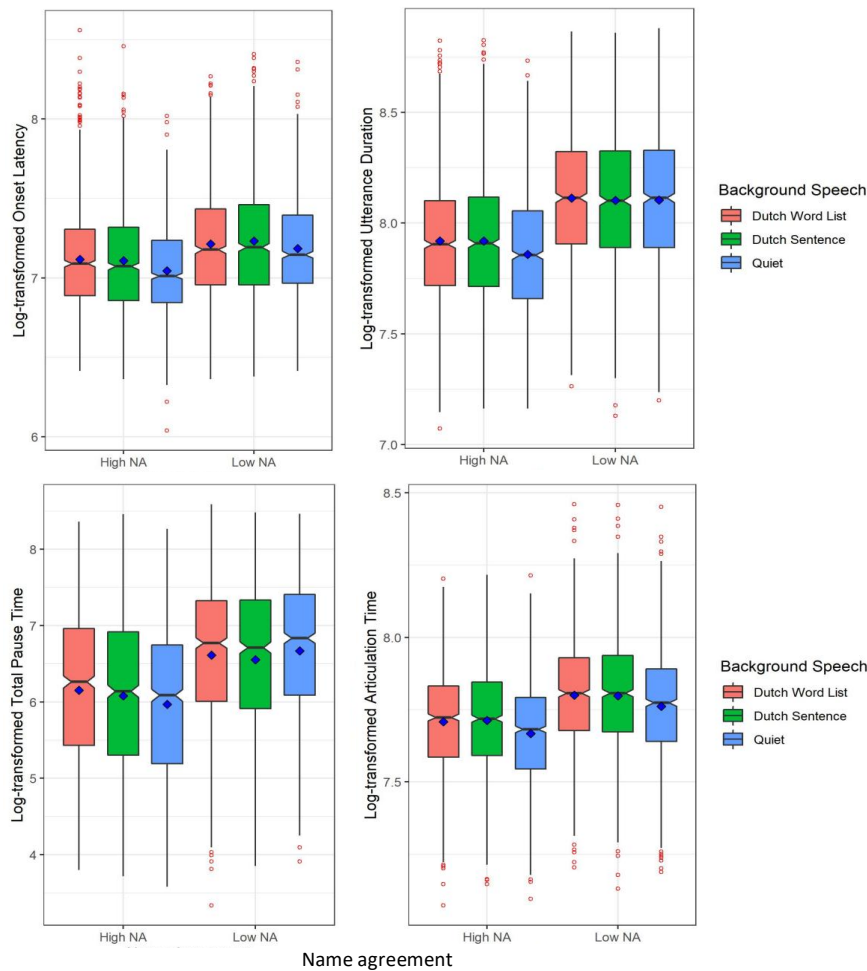 Log-transformed Onset Latency
8
7
6
High NA
Low NA
Log-transformed Utterance Duration
8.5
8.0
7.5
7.0
High NA
Low NA
Background Speech
Dutch Word List
Dutch Sentence
Quiet
Log-transformed Total Pause Time
8
7
6
5
4
High NA
Low NA
Log-transformed Articulation Time
8.5
8.0
7.5
High NA
Low NA
Background Speech
Dutch Word List
Dutch Sentence
Quiet
Name agreement